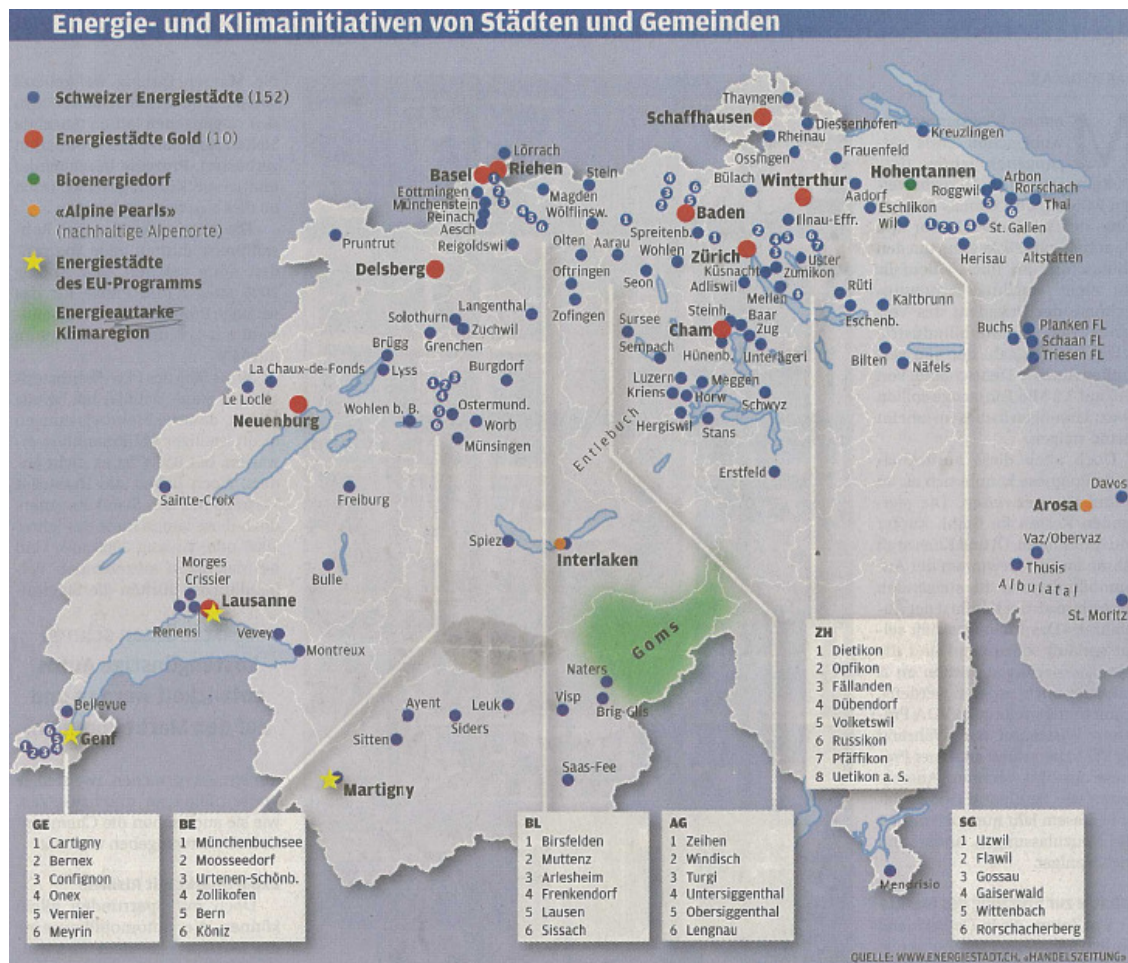 Energie- und Klimainitiativen von Städten und Gemeinden
Schweizer Energiestädte (152)
Energiestädte Gold (10)
Bioenergiedorf
«Alpine Pearls»
(nachhaltige Alpenorte)
Energiestädte
des EU-Programms
Energieautarke
Klimaregion
Thayngen
Schaffhausen
Diessenhofen
Rheinau
Kreuzlingen
Ossingen
Frauenfeld
Lörrach
Riehen
Basel
Stein
Bülach
Winterthur
Hohentannen
Arbon
Roggwil
Rorschach
Thal
Aadorf
Eschlikon
Wil
Eottmingen
Münchenstein
Reinach
Aesch
Reigoldswil
Magden
Wölflinsw.
Baden
Illnau-Effr.
St. Gallen
Herisau
Altstätten
Pruntrut
Delsberg
Olten
Aarau
Spreitenb.
Wohlen
Zürich
Uster
Zumikon
Küsnacht
Adliswil
Meilen
Oftringen
Zofingen
Seon
Rüti
Kaltbrunn
Eschenb.
Langenthal
Solothurn
Zuchwil
Grenchen
Sursee
Steinh.
Baar
Cham
Zug
Sempach
Hünenb.
Unterägeri
Buchs
Planken FL
Schaan FL
Triesen FL
Bilten
Näfels
Brügg
Lyss
La Chaux-de-Fonds
Le Locle
Burgdorf
Luzern
Meggen
Kriens
Horw
Schwyz
Hergiswil
Stans
Neuenburg
Wohlen b. B.
Ostermund.
Worb
Münsingen
Entlebuch
Erstfeld
Sainte-Croix
Freiburg
Davos
Arosa
Spiez
Interlaken
Vaz/Obervaz
Thusis
Albulatal
St. Moritz
Bulle
Morges
Crissier
Lausanne
Renens
Vevey
Montreux
Goms
Naters
Visp
Brig-Glis
Bellevue
Genf
Ayent
Leuk
Siders
Sitten
Saas-Fee
Martigny
Mendrisio
ZH
1 Dietikon
2 Opfikon
3 Fällanden
4 Dübendorf
5 Volketswil
6 Russikon
7 Pfäffikon
8 Uetikon a. S.
GE
1 Cartigny
2 Bernex
3 Confignon
4 Onex
5 Vernier
6 Meyrin
BE
1 Münchenbuchsee
2 Moosseedorf
3 Urtenen-Schönb.
4 Zollikofen
5 Bern
6 Köniz
BL
1 Birsfelden
2 Muttenz
3 Arlesheim
4 Frenkendorf
5 Lausen
6 Sissach
AG
1 Zeihen
2 Windisch
3 Turgi
4 Untersiggenthal
5 Obersiggenthal
6 Lengnau
SG
1 Uzwil
2 Flawil
3 Gossau
4 Gaiserwald
5 Wittenbach
6 Rorschacherberg
QUELLE: WWW.ENERGIESTADT.CH, «HANDELSZEITUNG»